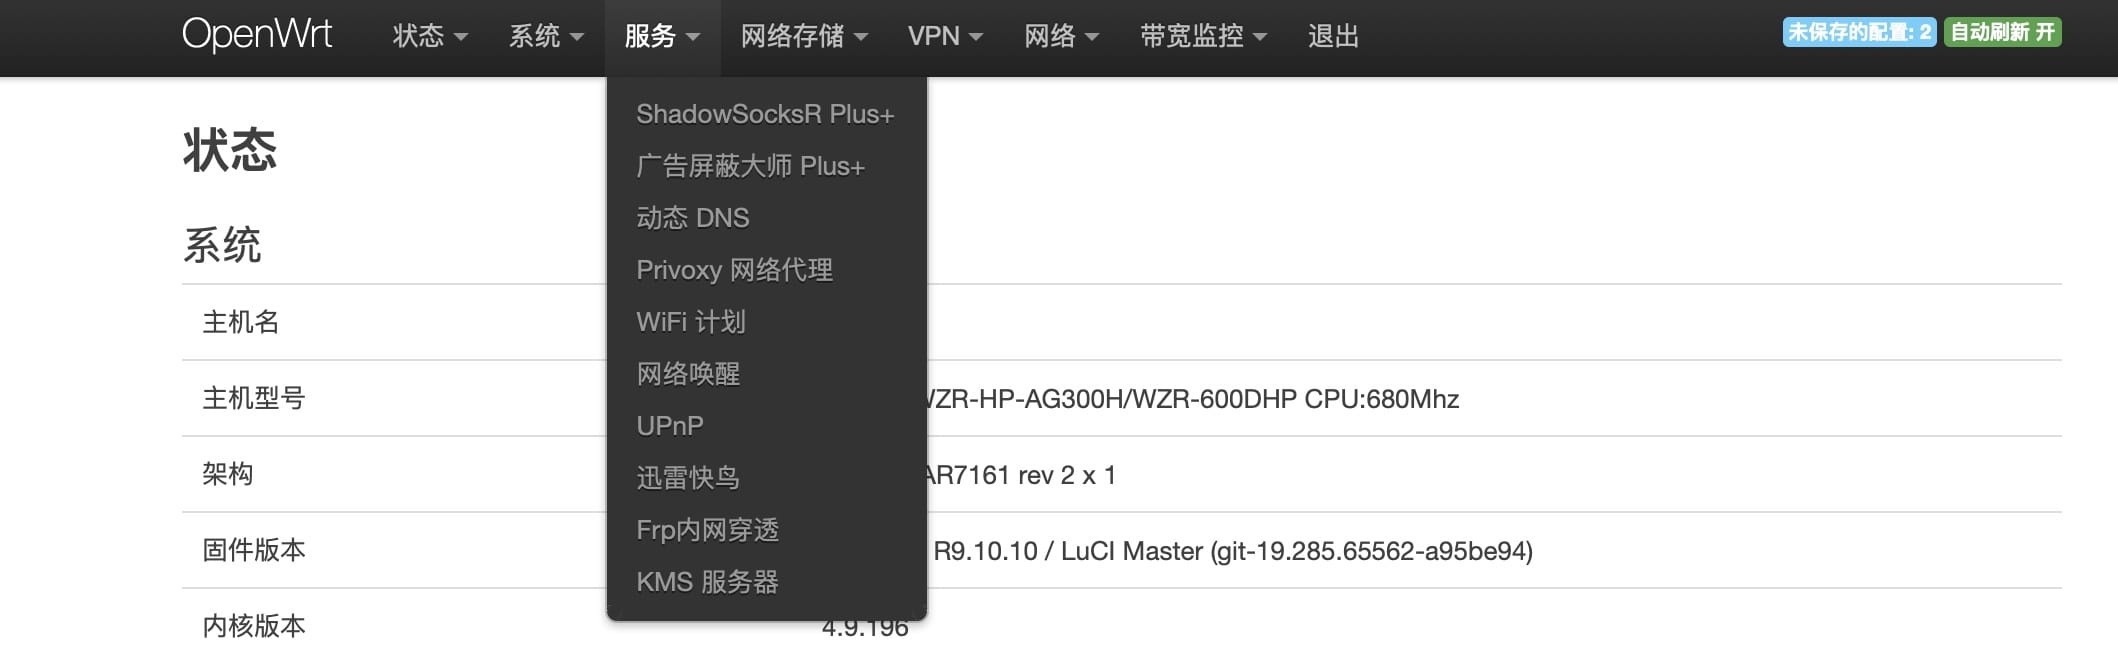 OpenWrt 状态 系统 服务 网络存储 VPN 网络 带宽监控 退出 未保存的配置: 2 自动刷新 开
ShadowSocksR Plus+
广告屏蔽大师 Plus+
动态 DNS
Privoxy 网络代理
WiFi 计划
网络唤醒
UPnP
迅雷快鸟
Frp内网穿透
KMS 服务器
状态
系统
主机名
主机型号 WZR-HP-AG300H/WZR-600DHP CPU:680Mhz
架构 AR7161 rev 2 x 1
固件版本 R9.10.10 / LuCI Master (git-19.285.65562-a95be94)
内核版本 4.9.196